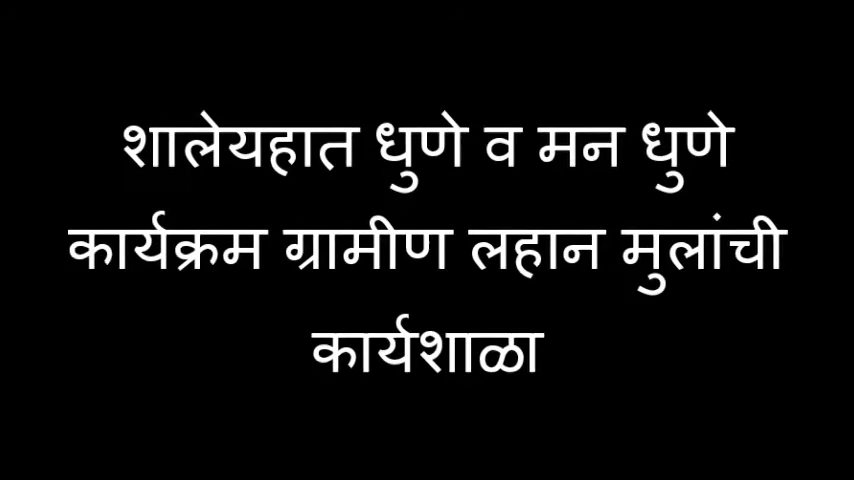 शालेयहात धुणे व मन धुणे
कार्यक्रम ग्रामीण लहान मुलांची
कार्यशाळा